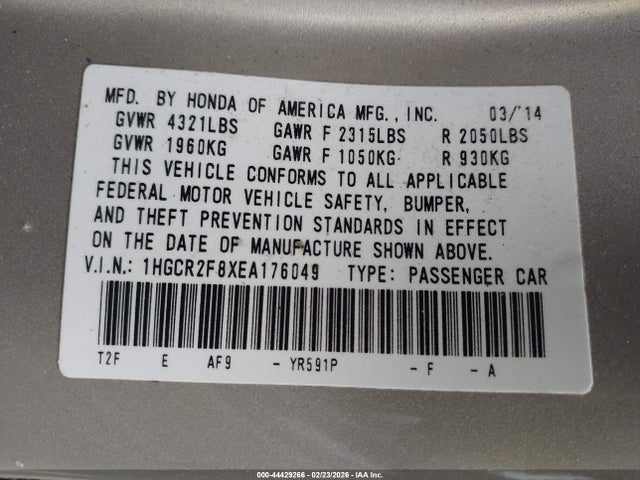 MFD. BY HONDA OF AMERICA MFG., INC. 03/'14
GVWR 4321LBS GAWR F 2315LBS R 2050LBS
GVWR 1960KG GAWR F 1050KG R 930KG
THIS VEHICLE CONFORMS TO ALL APPLICABLE
FEDERAL MOTOR VEHICLE SAFETY, BUMPER,
AND THEFT PREVENTION STANDARDS IN EFFECT
ON THE DATE OF MANUFACTURE SHOWN ABOVE.
V.I.N.: 1HGCR2F8XEA176049 TYPE: PASSENGER CAR
T2F E AF9 - YR591P - F - A
000-44429266 - 02/23/2026 - IAA Inc.